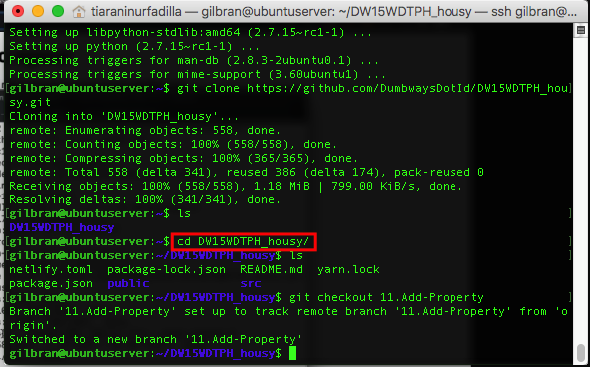 tiaraninurfadilla — gilbran@ubuntuserver: ~/DW15WDTPH_housy — ssh gilbran@...
Setting up libpython-stdlib:amd64 (2.7.15~rc1-1) ...
Setting up python (2.7.15~rc1-1) ...
Processing triggers for man-db (2.8.3-2ubuntu0.1) ...
Processing triggers for mime-support (3.60ubuntu1) ...
[gilbran@ubuntuserver:~$ git clone https://github.com/DumbwaysDotId/DW15WDTPH_hou]
sy.git
Cloning into 'DW15WDTPH_housy'...
remote: Enumerating objects: 558, done.
remote: Counting objects: 100% (558/558), done.
remote: Compressing objects: 100% (365/365), done.
remote: Total 558 (delta 341), reused 386 (delta 174), pack-reused 0
Receiving objects: 100% (558/558), 1.18 MiB | 799.00 KiB/s, done.
Resolving deltas: 100% (341/341), done.
[gilbran@ubuntuserver:~$ ls ]
DW15WDTPH_housy
[gilbran@ubuntuserver:~$ cd DW15WDTPH_housy/ ]
[gilbran@ubuntuserver:~/DW15WDTPH_housy$ ls ]
netlify.toml package-lock.json README.md yarn.lock
package.json public src
[gilbran@ubuntuserver:~/DW15WDTPH_housy$ git checkout 11.Add-Property ]
Branch '11.Add-Property' set up to track remote branch '11.Add-Property' from 'o
rigin'.
Switched to a new branch '11.Add-Property'
gilbran@ubuntuserver:~/DW15WDTPH_housy$